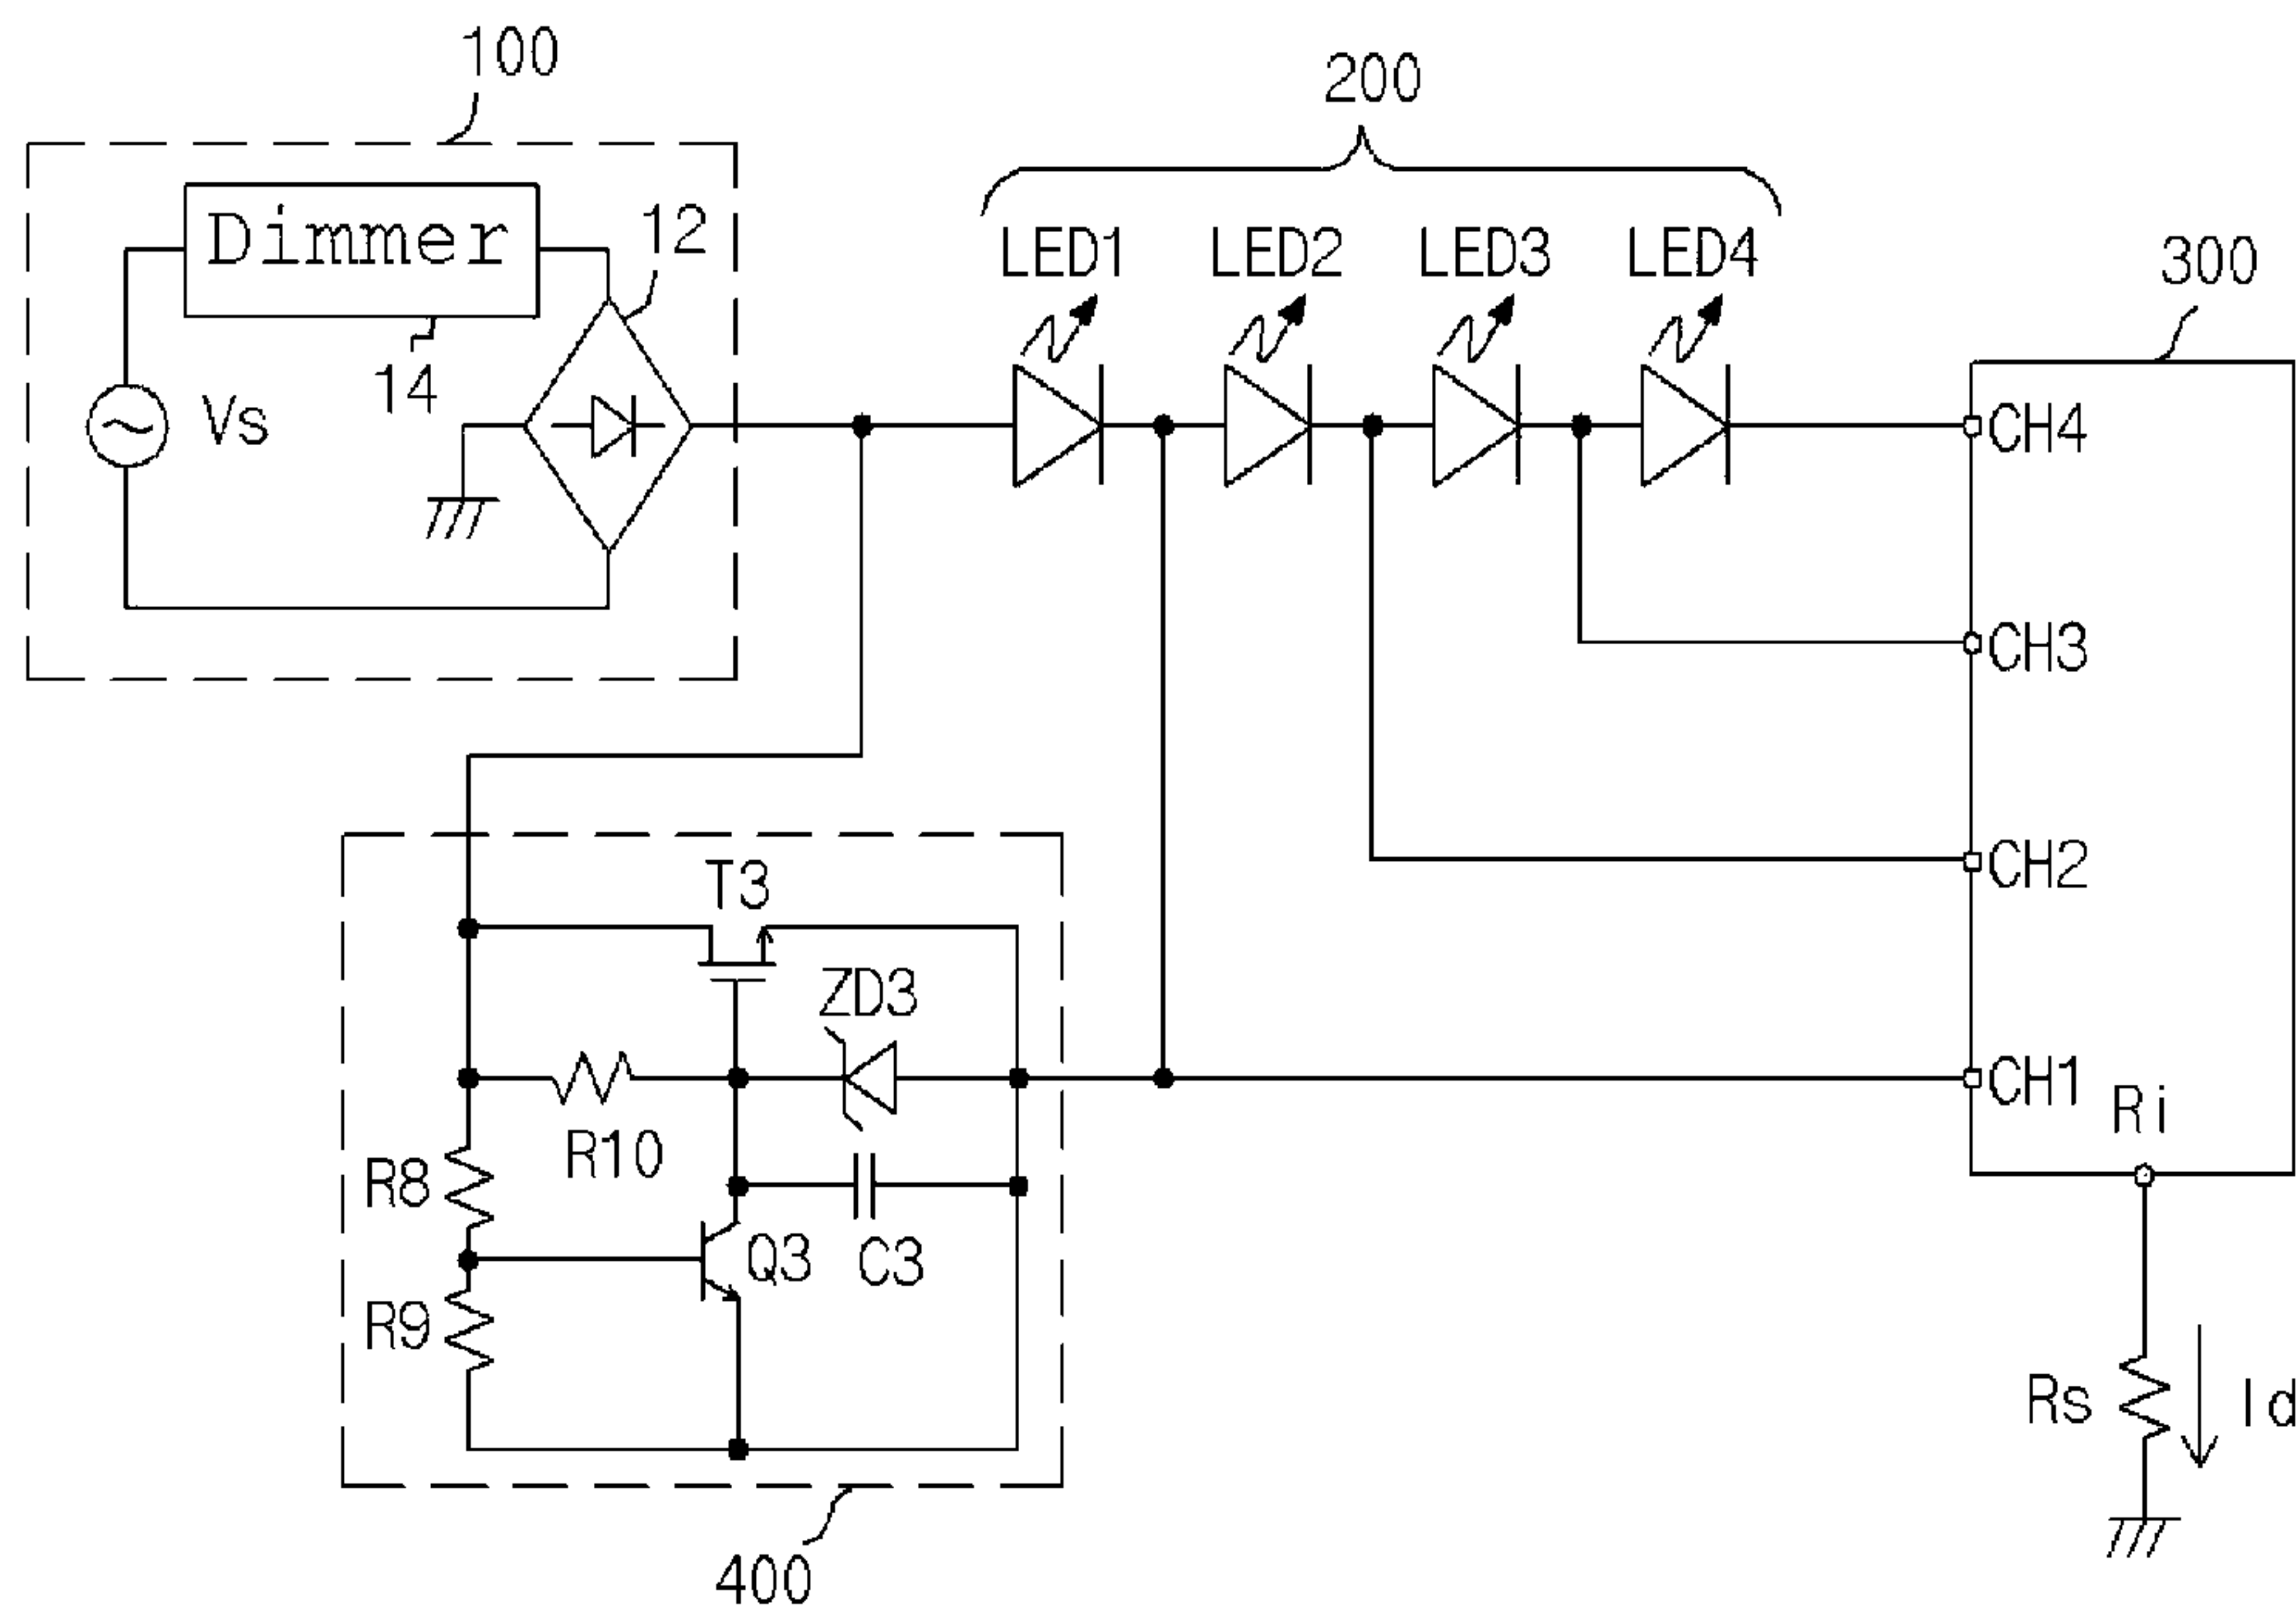 100
200
Dimmer
12
LED1
LED2
LED3
LED4
300
14
Vs
CH4
CH3
CH2
T3
ZD3
CH1
Ri
R10
R8
Q3
C3
R9
Rs
Id
400